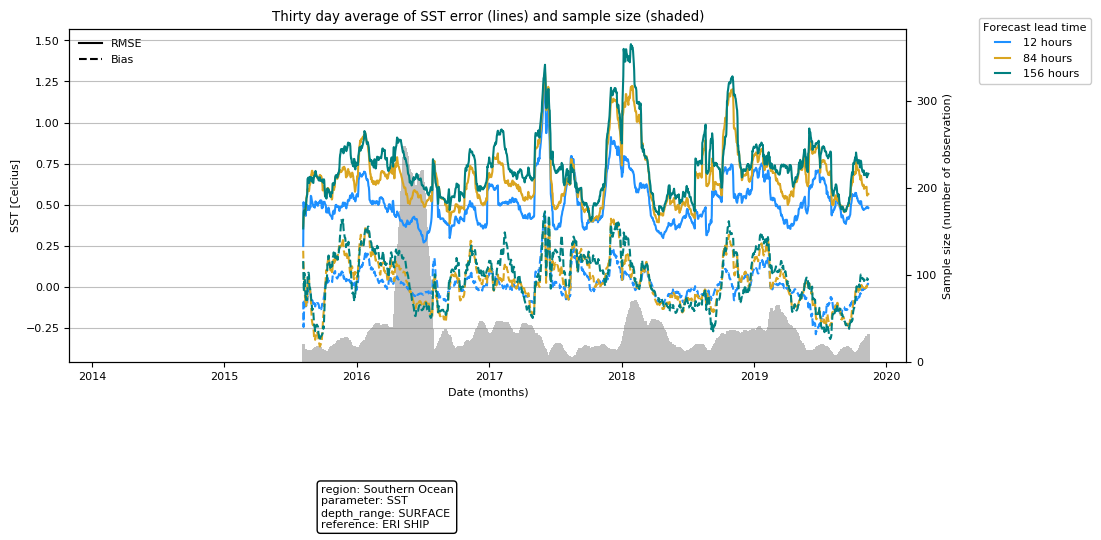 Thirty day average of SST error (lines) and sample size (shaded)
Forecast lead time
12 hours
84 hours
156 hours
RMSE
Bias
1.50
1.25
1.00
0.75
0.50
0.25
0.00
−0.25
SST [Celcius]
300
200
100
0
Sample size (number of observation)
2014 2015 2016 2017 2018 2019 2020
Date (months)
region: Southern Ocean
parameter: SST
depth_range: SURFACE
reference: ERI SHIP